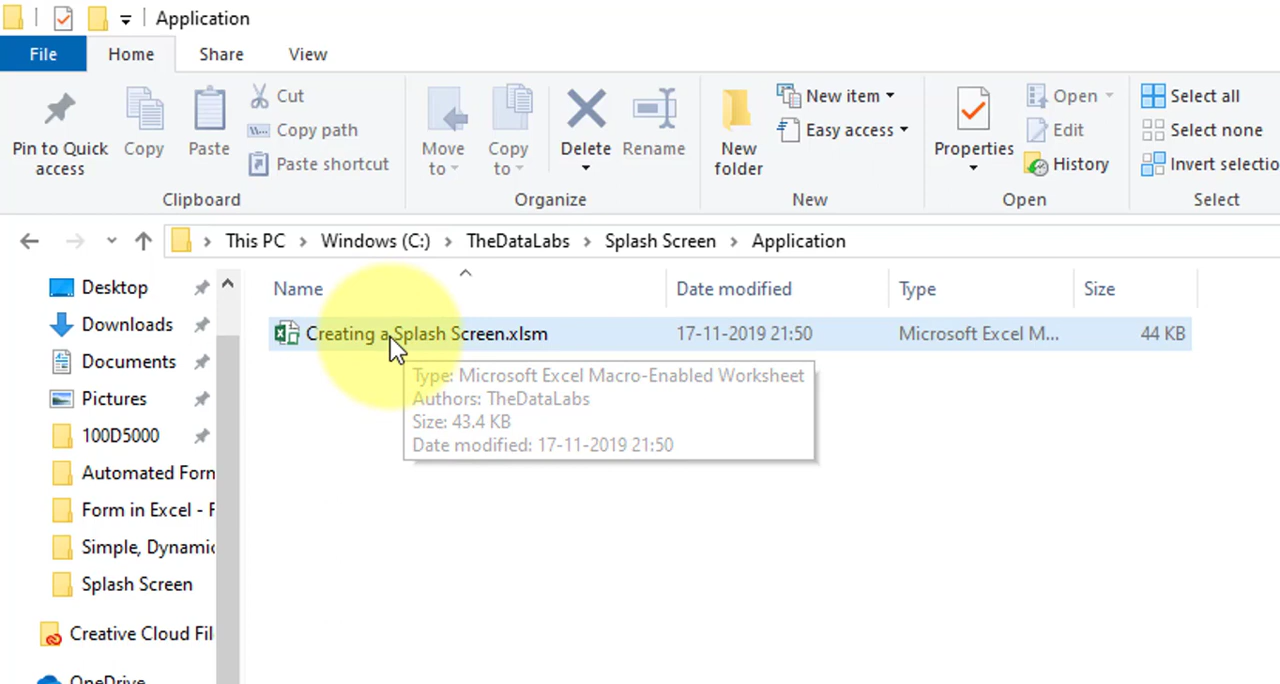 Application
File Home Share View
Pin to Quick access
Copy
Paste
Cut
Copy path
Paste shortcut
Clipboard
Move to
Copy to
Delete
Rename
Organize
New folder
New item
Easy access
New
Properties
Open
Edit
History
Open
Select all
Select none
Invert selectio
Select
This PC > Windows (C:) > TheDataLabs > Splash Screen > Application
Desktop
Downloads
Documents
Pictures
100D5000
Automated Forn
Form in Excel - F
Simple, Dynamic
Splash Screen
Creative Cloud Fil
OneDrive
Name Date modified Type Size
Creating a Splash Screen.xlsm 17-11-2019 21:50 Microsoft Excel M... 44 KB
Type: Microsoft Excel Macro-Enabled Worksheet
Authors: TheDataLabs
Size: 43.4 KB
Date modified: 17-11-2019 21:50